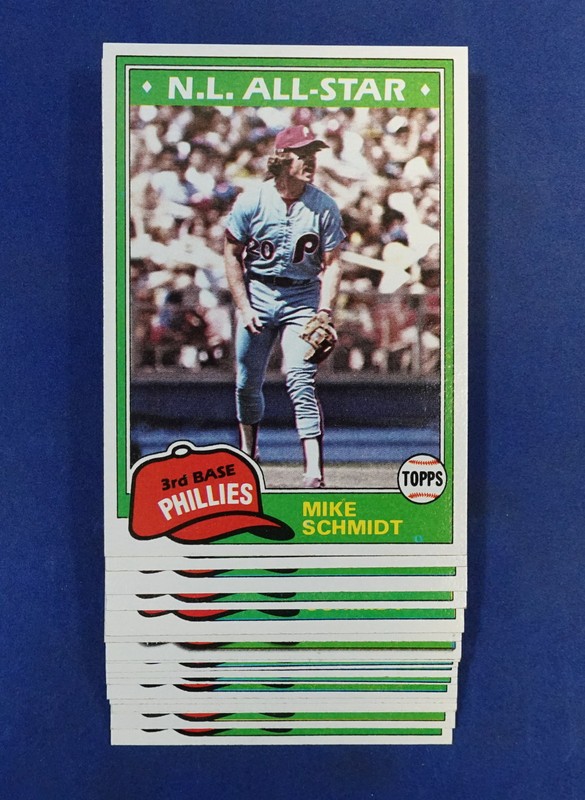 N.L. ALL-STAR
20 P
3rd BASE
PHILLIES
TOPPS
MIKE
SCHMIDT